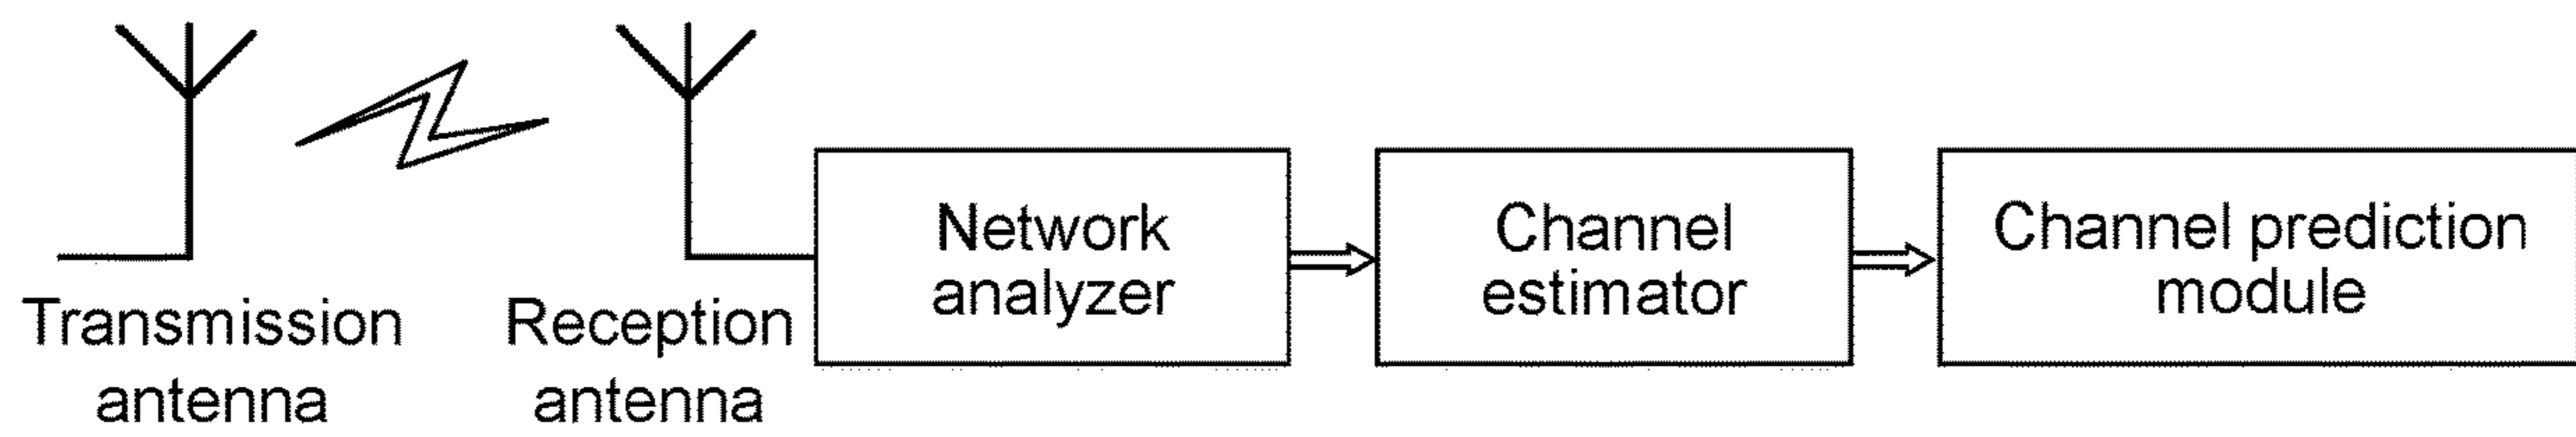 Transmission
antenna
Reception
antenna
Network
analyzer
Channel
estimator
Channel prediction
module